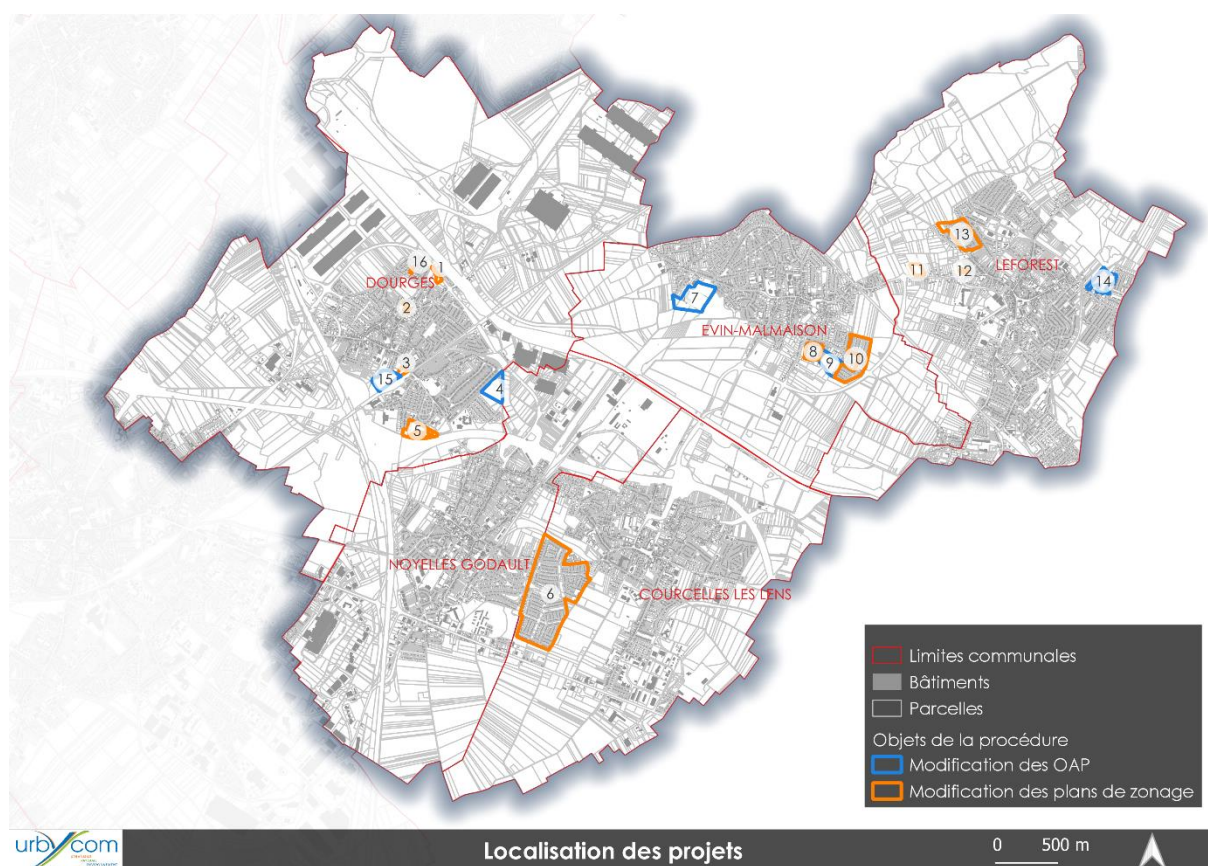 13
11
12
LEFOREST
14
16
1
DOURGES
2
7
EVIN-MALMAISON
8
9
10
3
15
4
5
NOYELLES GODAULT
6
COURCELLES LES LENS
Limites communales
Bâtiments
Parcelles
Objets de la procédure
Modification des OAP
Modification des plans de zonage
urbycom
Localisation des projets
0 500 m